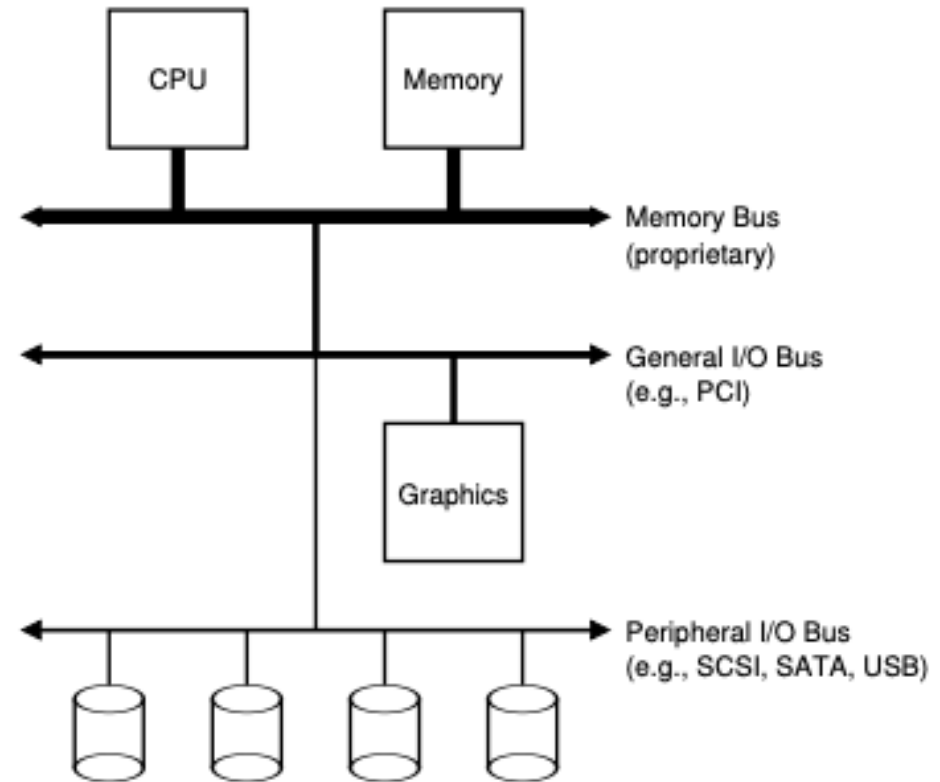 CPU
Memory
Memory Bus
(proprietary)
General I/O Bus
(e.g., PCI)
Graphics
Peripheral I/O Bus
(e.g., SCSI, SATA, USB)